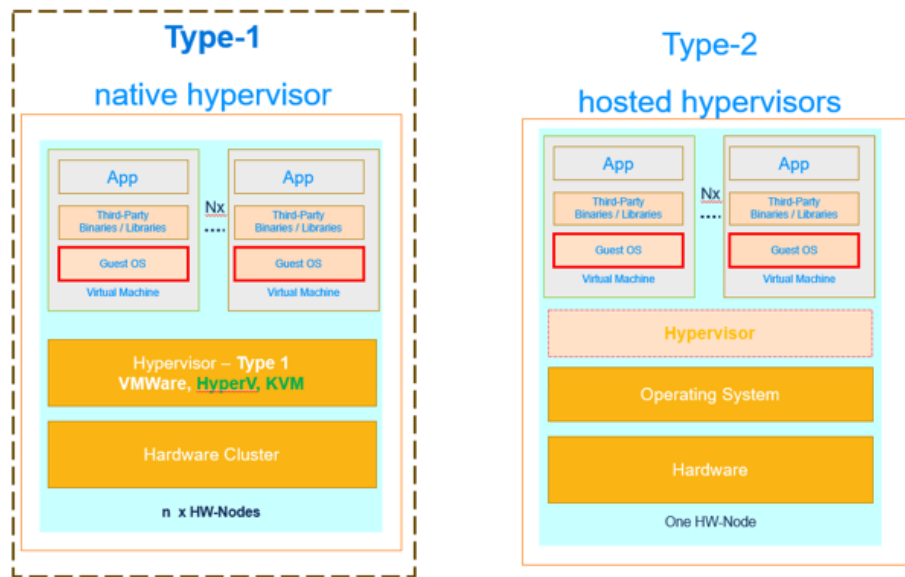 Type-1
native hypervisor
App
Third-Party
Binaries / Libraries
Guest OS
Virtual Machine
Nx
.....
App
Third-Party
Binaries / Libraries
Guest OS
Virtual Machine
Hypervisor – Type 1
VMWare, HyperV, KVM
Hardware Cluster
n x HW-Nodes
Type-2
hosted hypervisors
App
Third-Party
Binaries / Libraries
Guest OS
Virtual Machine
Nx
.....
App
Third-Party
Binaries / Libraries
Guest OS
Virtual Machine
Hypervisor
Operating System
Hardware
One HW-Node